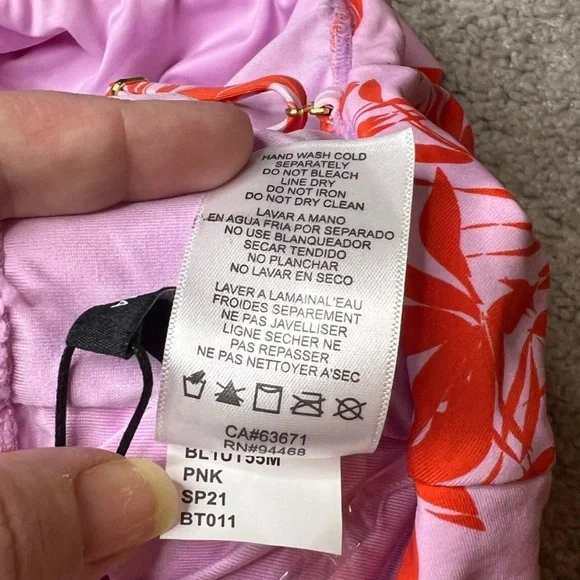 HAND WASH COLD
SEPARATELY
DO NOT BLEACH
LINE DRY
DO NOT IRON
DO NOT DRY CLEAN
LAVAR A MANO
EN AGUA FRIA POR SEPARADO
NO USE BLANQUEADOR
SECAR TENDIDO
NO PLANCHAR
NO LAVAR EN SECO
LAVER A LAMAINAL'EAU
FROIDES SEPAREMENT
NE PAS JAVELLISER
LIGNE SECHER NE
PAS REPASSER
NE PAS NETTOYER A'SEC
CA#63671
RN#94468
PNK
SP21
BT011